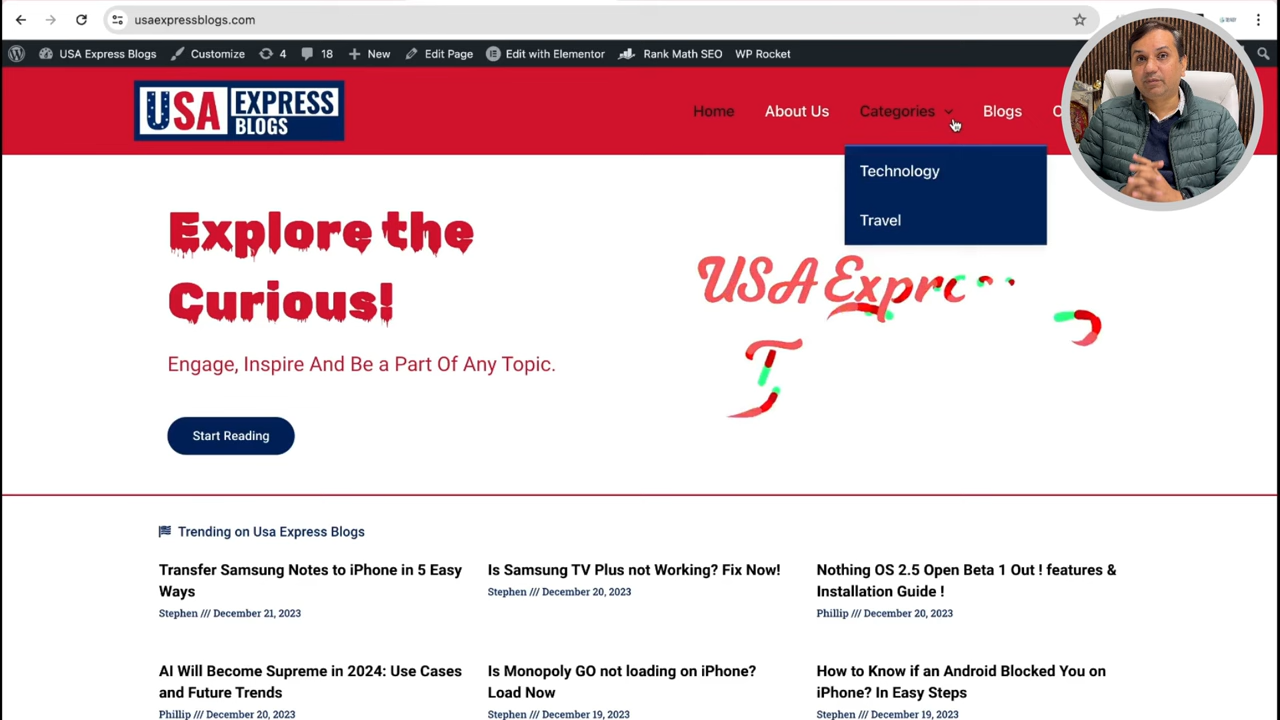 usaexpressblogs.com
USA Express Blogs Customize 4 18 New Edit Page Edit with Elementor Rank Math SEO WP Rocket
USA EXPRESS BLOGS
Home About Us Categories Blogs
Technology
Travel
Explore the
Curious!
USA Expre
Engage, Inspire And Be a Part Of Any Topic.
Start Reading
Trending on Usa Express Blogs
Transfer Samsung Notes to iPhone in 5 Easy
Ways
Stephen /// December 21, 2023
Is Samsung TV Plus not Working? Fix Now!
Stephen /// December 20, 2023
Nothing OS 2.5 Open Beta 1 Out ! features &
Installation Guide !
Phillip /// December 20, 2023
AI Will Become Supreme in 2024: Use Cases
and Future Trends
Phillip /// December 20, 2023
Is Monopoly GO not loading on iPhone?
Load Now
Stephen /// December 19, 2023
How to Know if an Android Blocked You on
iPhone? In Easy Steps
Stephen /// December 19, 2023